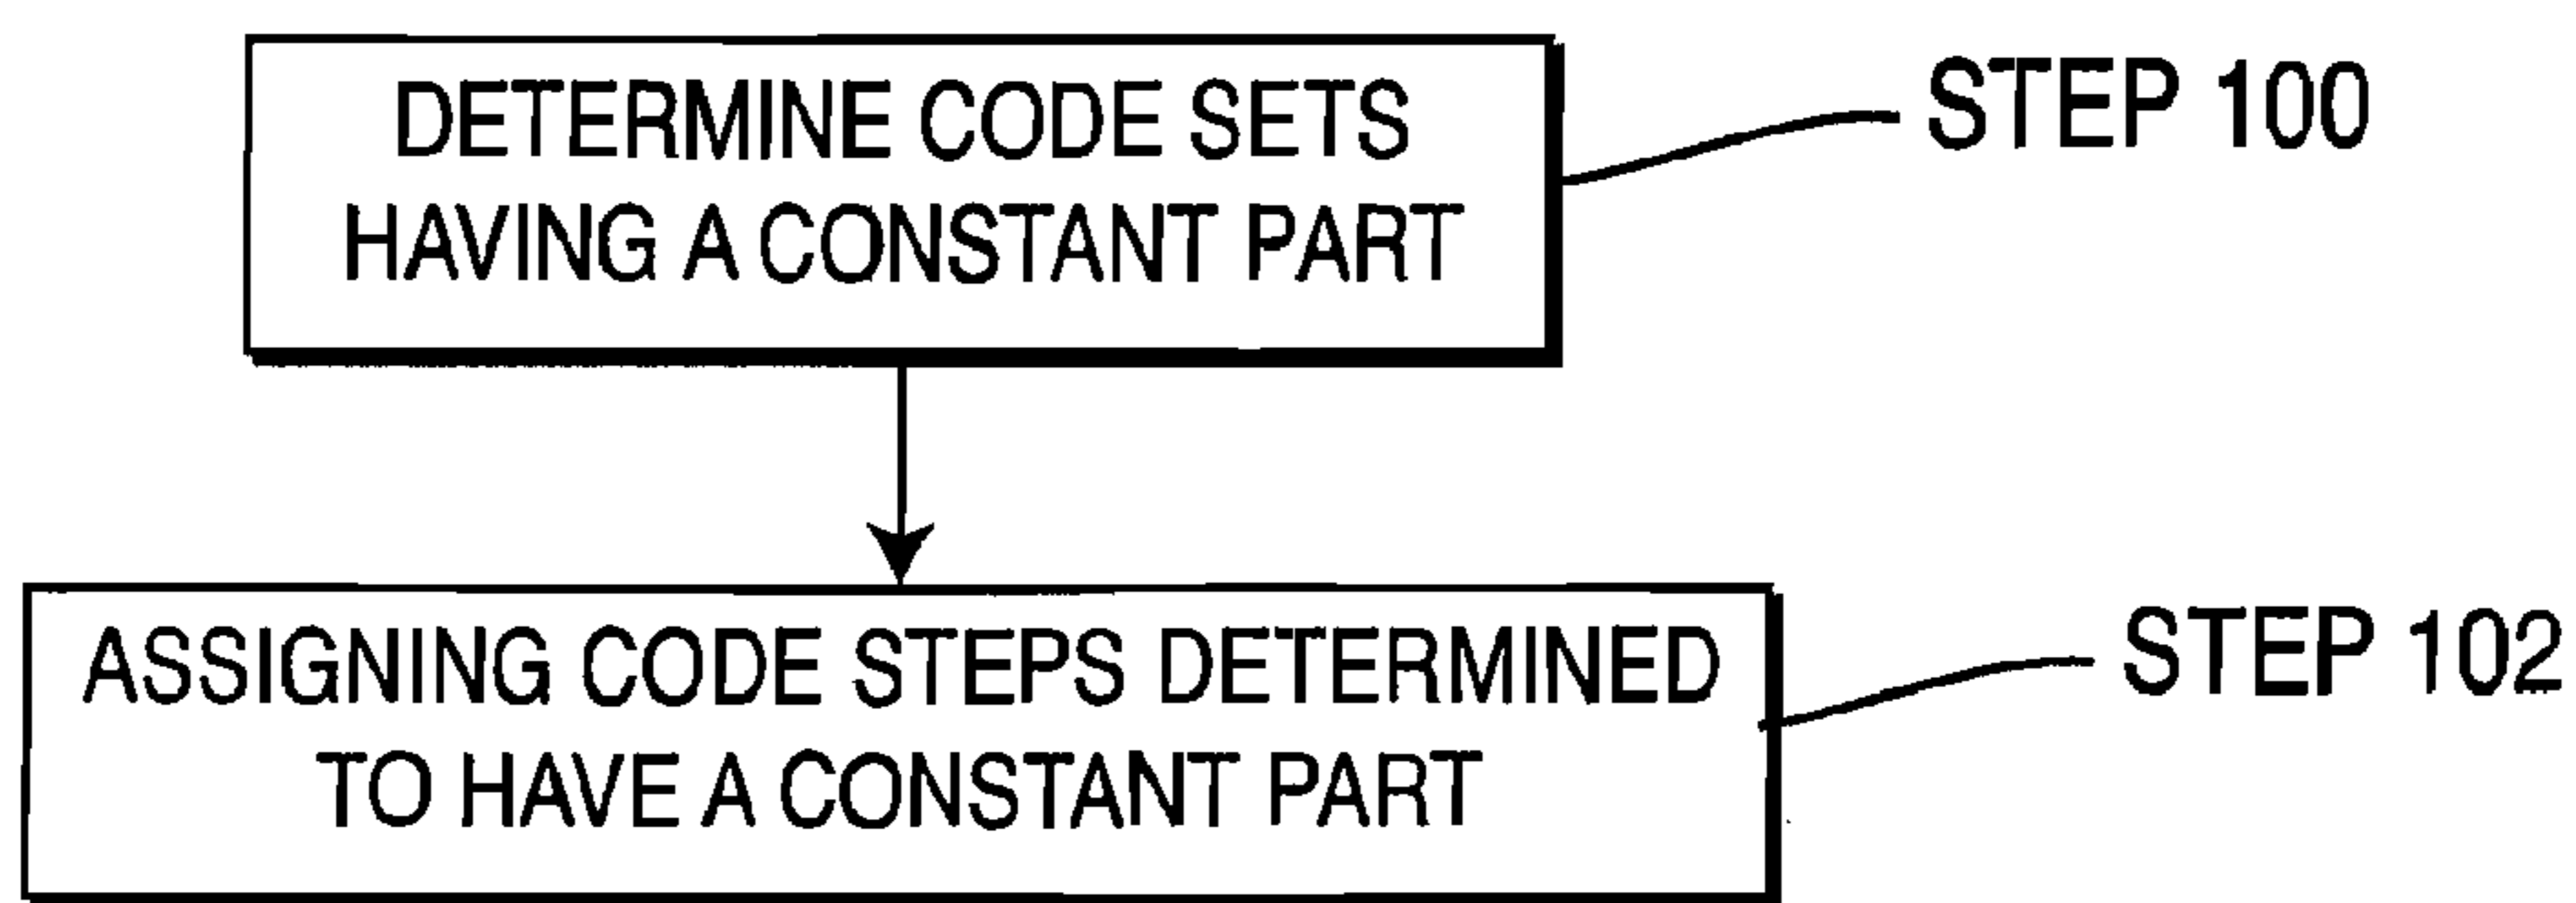 DETERMINE CODE SETS
HAVING A CONSTANT PART
STEP 100
ASSIGNING CODE STEPS DETERMINED
TO HAVE A CONSTANT PART
STEP 102